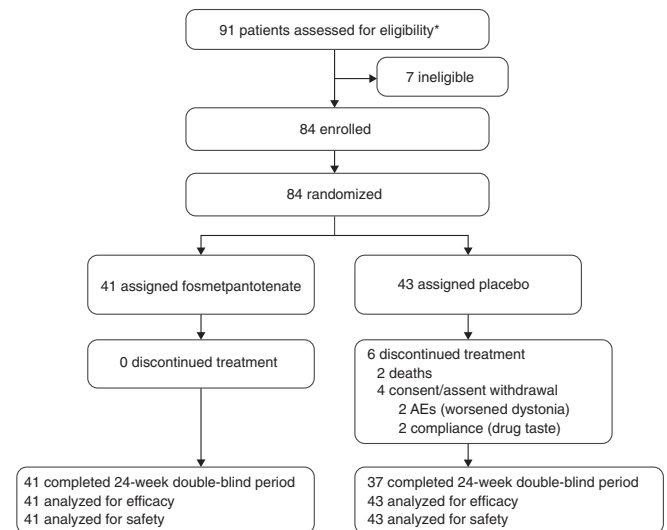 91 patients assessed for eligibility*
7 ineligible
84 enrolled
84 randomized
41 assigned fosmetpantotenate
43 assigned placebo
0 discontinued treatment
6 discontinued treatment
2 deaths
4 consent/assent withdrawal
2 AEs (worsened dystonia)
2 compliance (drug taste)
41 completed 24-week double-blind period
41 analyzed for efficacy
41 analyzed for safety
37 completed 24-week double-blind period
43 analyzed for efficacy
43 analyzed for safety